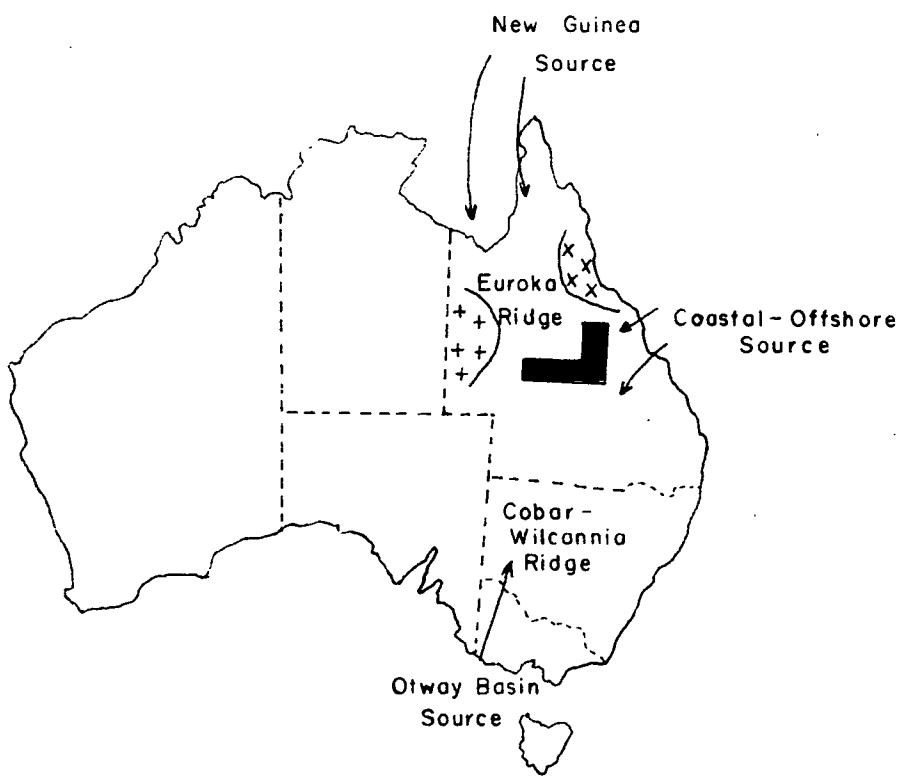 New Guinea
Source
Euroka
Ridge
Coastal-Offshore
Source
Cobar-
Wilcannia
Ridge
Otway Basin
Source